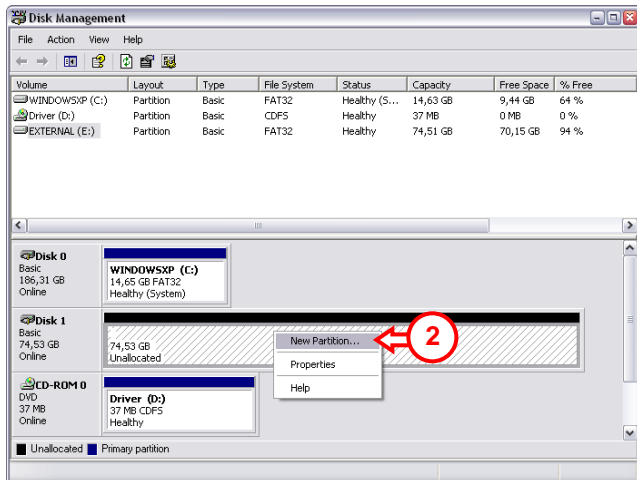 Disk Management
File Action View Help
Volume Layout Type File System Status Capacity Free Space % Free
WINDOWSXP (C:) Partition Basic FAT32 Healthy (S... 14,63 GB 9,44 GB 64 %
Driver (D:) Partition Basic CDFS Healthy 37 MB 0 MB 0 %
EXTERNAL (E:) Partition Basic FAT32 Healthy 74,51 GB 70,15 GB 94 %
Disk 0
Basic
186,31 GB
Online
WINDOWSXP (C:)
14,65 GB FAT32
Healthy (System)
Disk 1
Basic
74,53 GB
Online
74,53 GB
Unallocated
New Partition...
Properties
Help
2
CD-ROM 0
DVD
37 MB
Online
Driver (D:)
37 MB CDFS
Healthy
Unallocated Primary partition